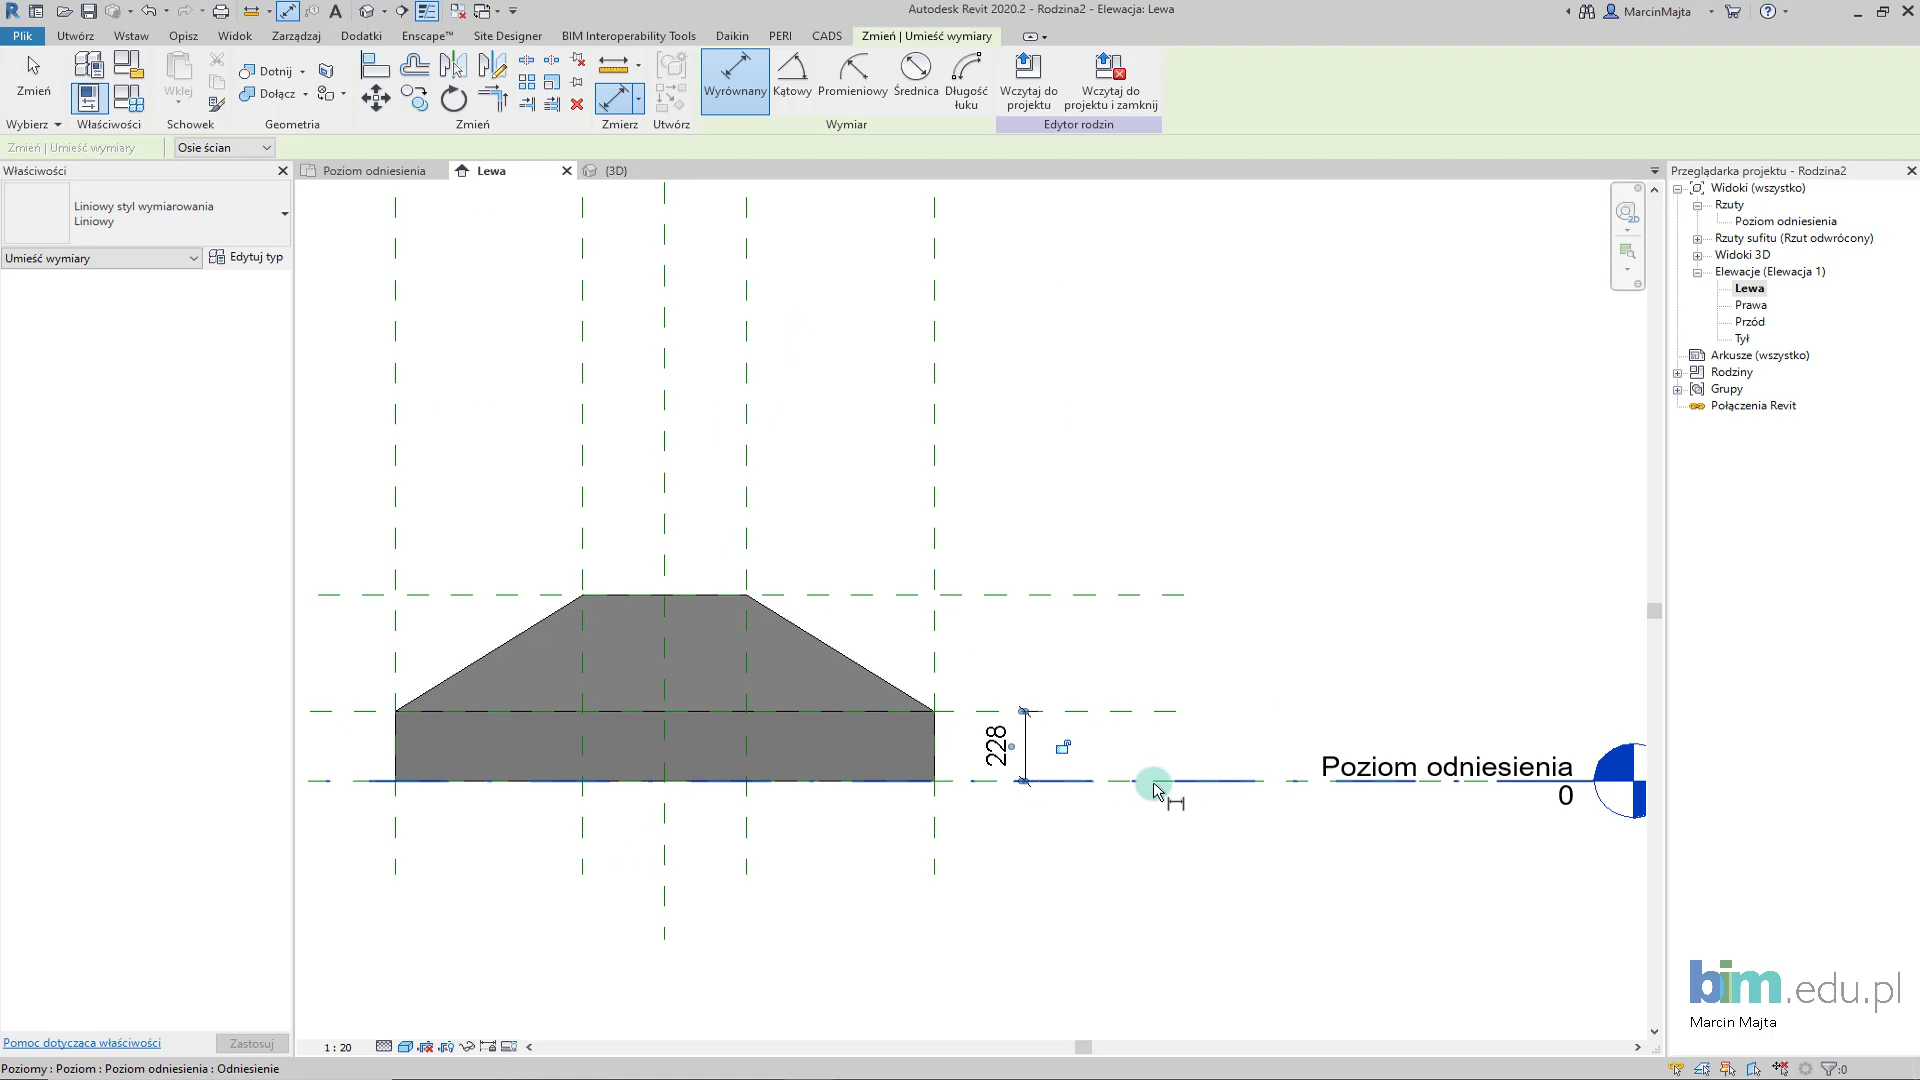 Autodesk Revit 2020.2 - Rodzina2 - Elewacja: Lewa
MarcinMajta
Plik Utwórz Wstaw Opisz Widok Zarządzaj Dodatki Enscape™ Site Designer BIM Interoperability Tools Daikin PERI CADS Zmień | Umieść wymiary
Zmień
Wklej
Dotnij
Dołącz
Wyrównany
Kątowy
Promieniowy
Średnica
Długość
łuku
Wczytaj do
projektu
Wczytaj do
projektu i zamknij
Wybierz Właściwości Schowek Geometria Zmień Zmierz Utwórz Wymiar Edytor rodzin
Zmień | Umieść wymiary
Osie ścian
Właściwości
Poziom odniesienia
Lewa
{3D}
Przeglądarka projektu - Rodzina2
Liniowy styl wymiarowania
Liniowy
Umieść wymiary
Edytuj typ
2D
Widoki (wszystko)
Rzuty
Poziom odniesienia
Rzuty sufitu (Rzut odwrócony)
Widoki 3D
Elewacje (Elewacja 1)
Lewa
Prawa
Przód
Tył
Arkusze (wszystko)
Rodziny
Grupy
Połączenia Revit
228
Poziom odniesienia
0
bim.edu.pl
Marcin Majta
Pomoc dotycząca właściwości
Zastosuj
1 : 20
Poziomy : Poziom : Poziom odniesienia : Odniesienie
:0